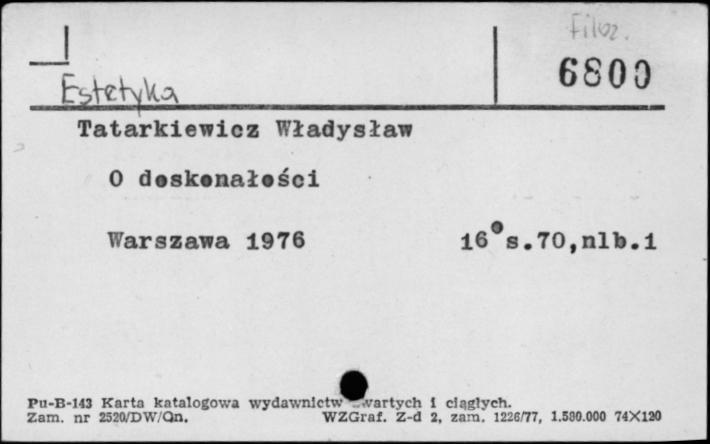 Filoz.
6800
Estetyka
Tatarkiewicz Władysław
O doskonałości
Warszawa 1976 16° s.70,nlb.1
Pu-B-143 Karta katalogowa wydawnictw zwartych i ciągłych.
Zam. nr 2520/DW/Qn. WZGraf. Z-d 2, zam. 1226/77, 1.580.000 74X120